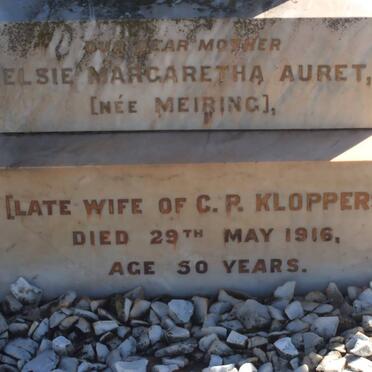 OUR DEAR MOTHER
ELSIE MARGARETHA AURET,
[NÉE MEIRING],
[LATE WIFE OF C. P. KLOPPER
DIED 29TH MAY 1916,
AGE 50 YEARS.